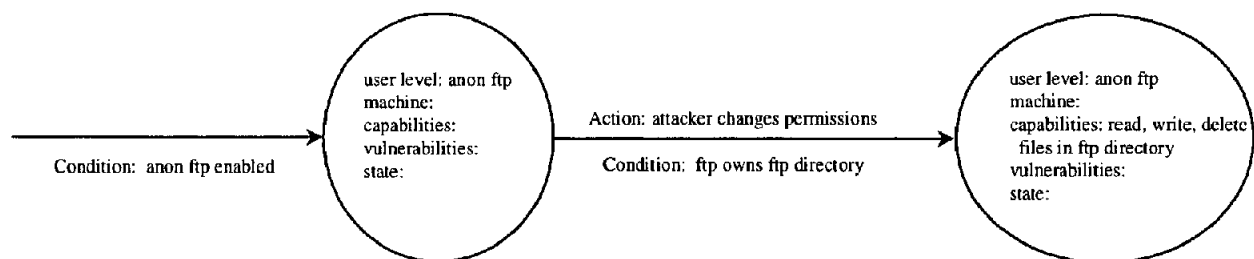 Condition: anon ftp enabled
user level: anon ftp
machine:
capabilities:
vulnerabilities:
state:
Action: attacker changes permissions
Condition: ftp owns ftp directory
user level: anon ftp
machine:
capabilities: read, write, delete
files in ftp directory
vulnerabilities:
state: